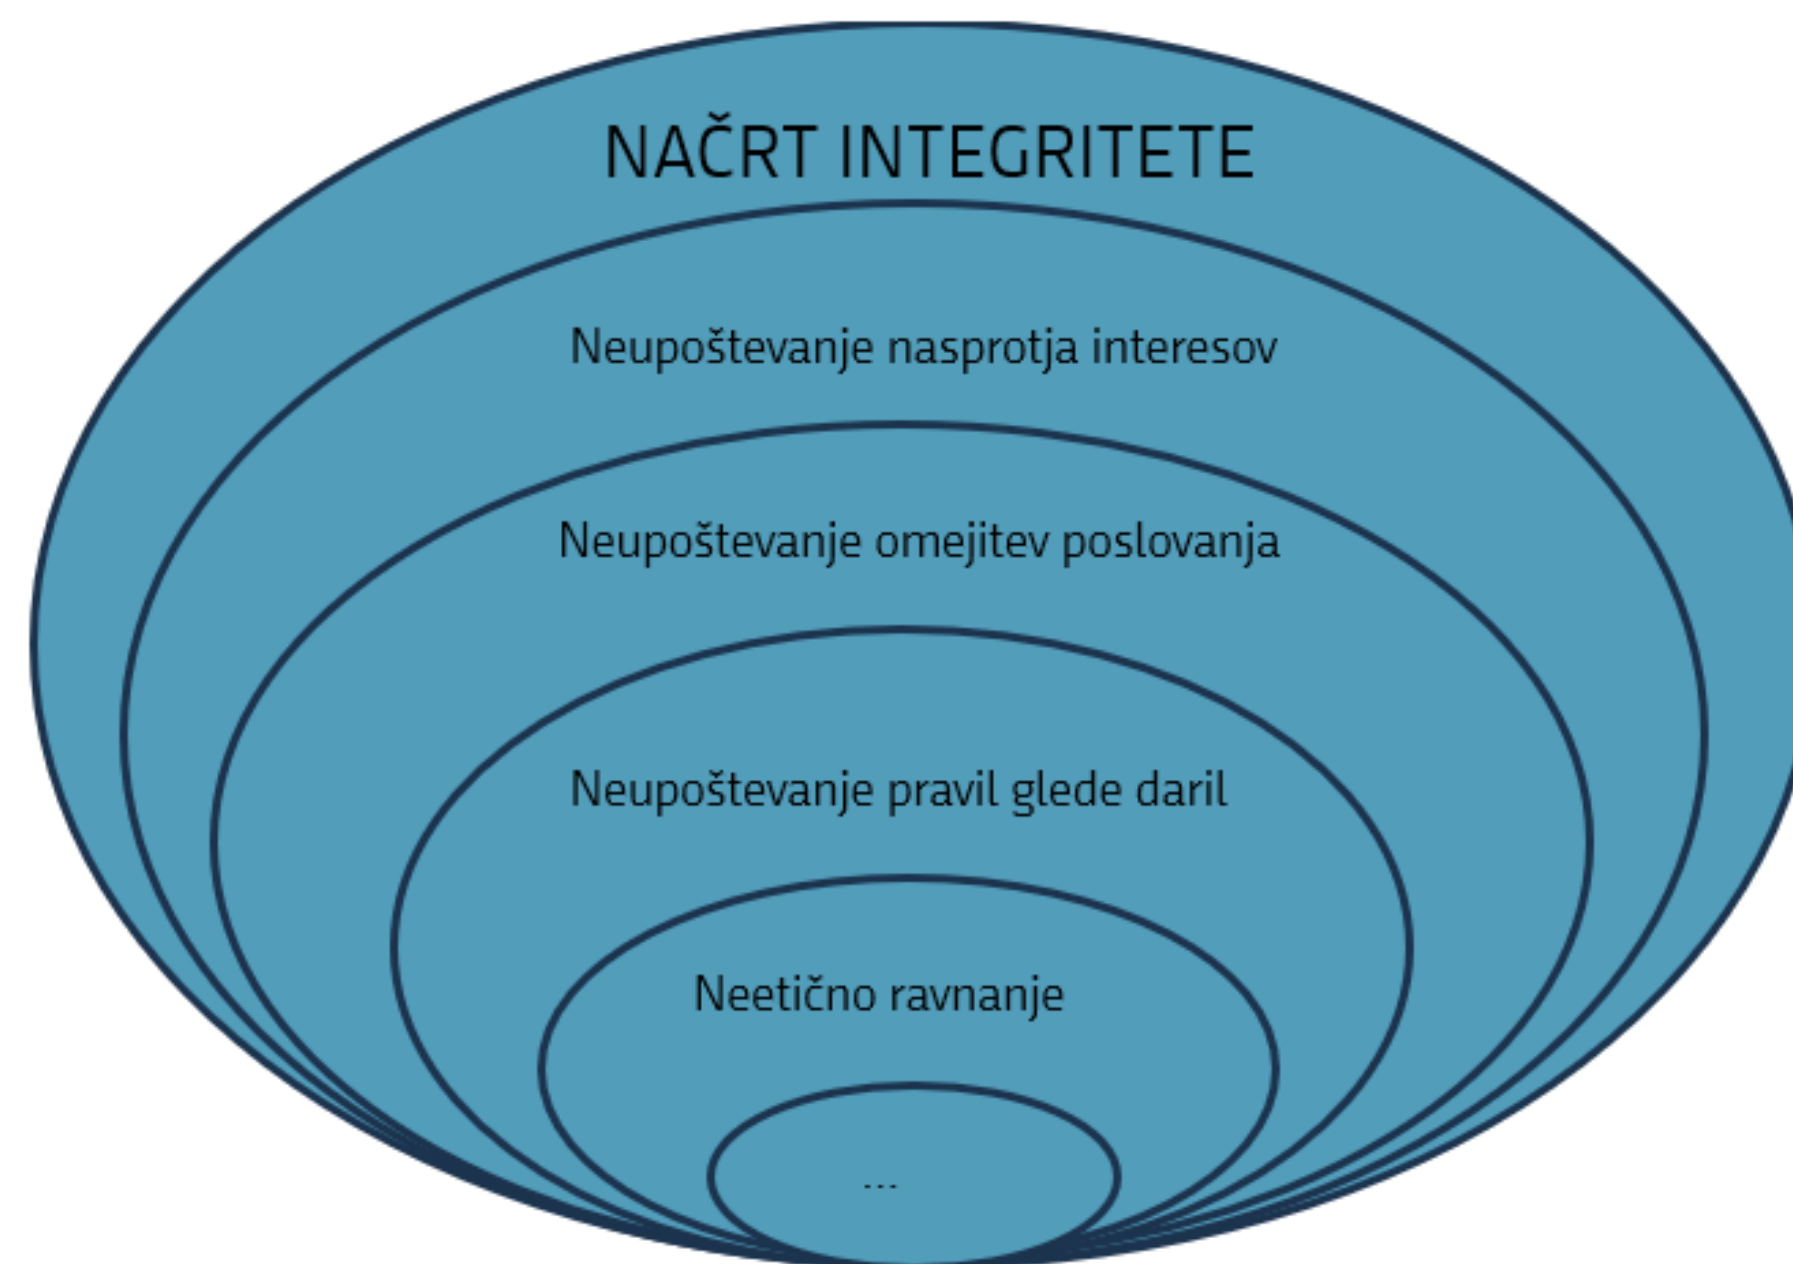 NAČRT INTEGRITETE
Neupoštevanje nasprotja interesov
Neupoštevanje omejitev poslovanja
Neupoštevanje pravil glede daril
Neetično ravnanje
...